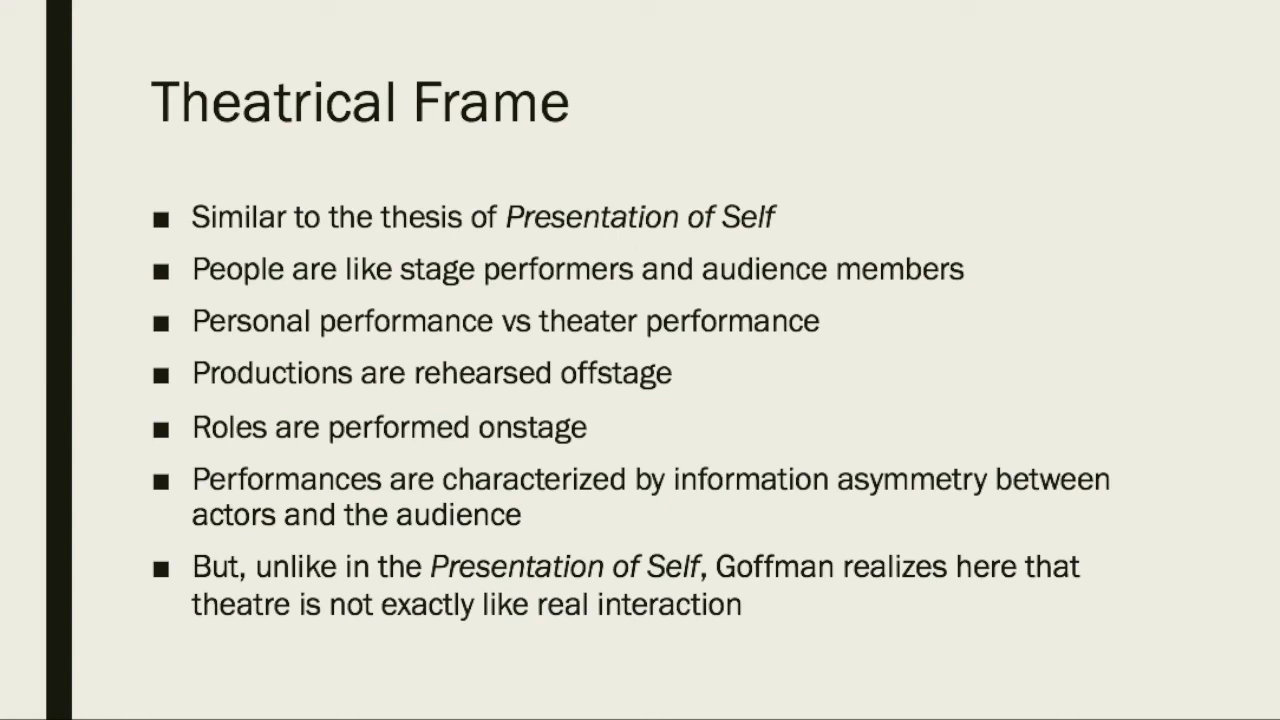 Theatrical Frame
■ Similar to the thesis of Presentation of Self
■ People are like stage performers and audience members
■ Personal performance vs theater performance
■ Productions are rehearsed offstage
■ Roles are performed onstage
■ Performances are characterized by information asymmetry between
actors and the audience
■ But, unlike in the Presentation of Self, Goffman realizes here that
theatre is not exactly like real interaction